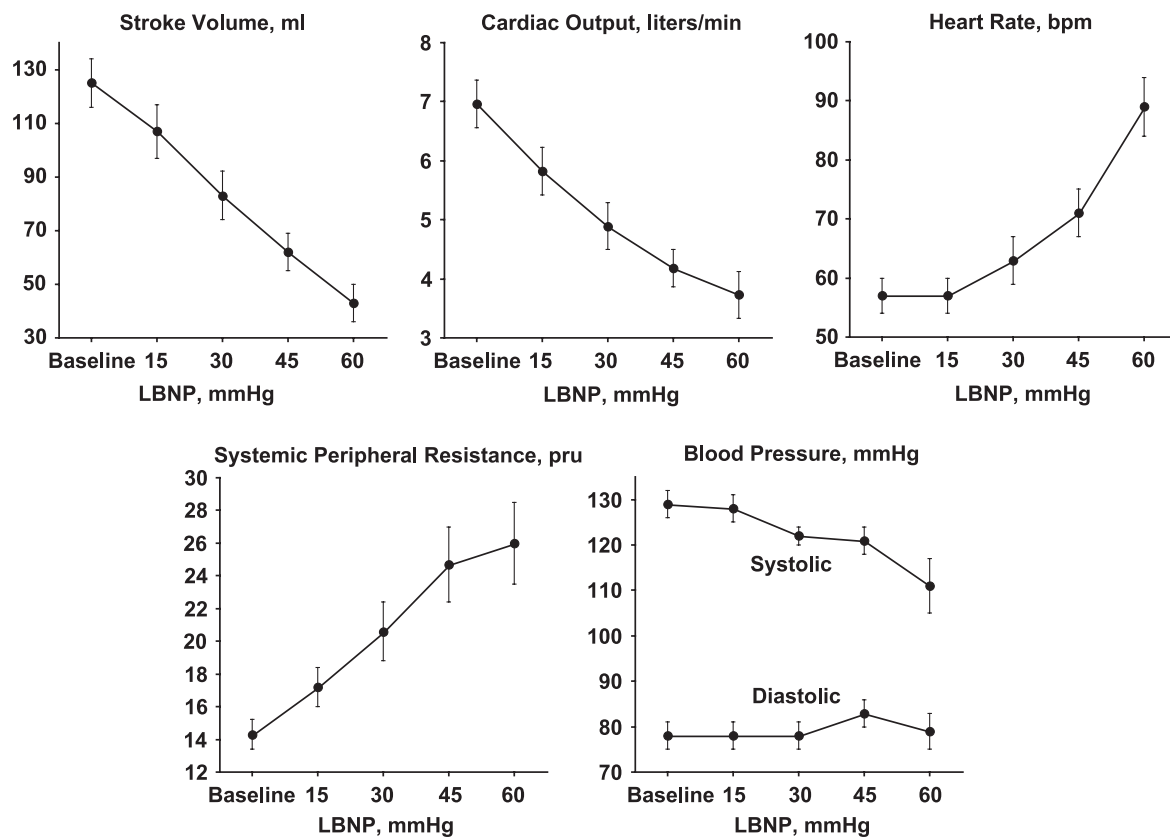 Stroke Volume, ml
130
110
90
70
50
30
Baseline 15 30 45 60
LBNP, mmHg
Cardiac Output, liters/min
8
7
6
5
4
3
Baseline 15 30 45 60
LBNP, mmHg
Heart Rate, bpm
100
90
80
70
60
50
Baseline 15 30 45 60
LBNP, mmHg
Systemic Peripheral Resistance, pru
30
28
26
24
22
20
18
16
14
12
Baseline 15 30 45 60
LBNP, mmHg
Blood Pressure, mmHg
130
120
110
100
90
80
70
Systolic
Diastolic
Baseline 15 30 45 60
LBNP, mmHg